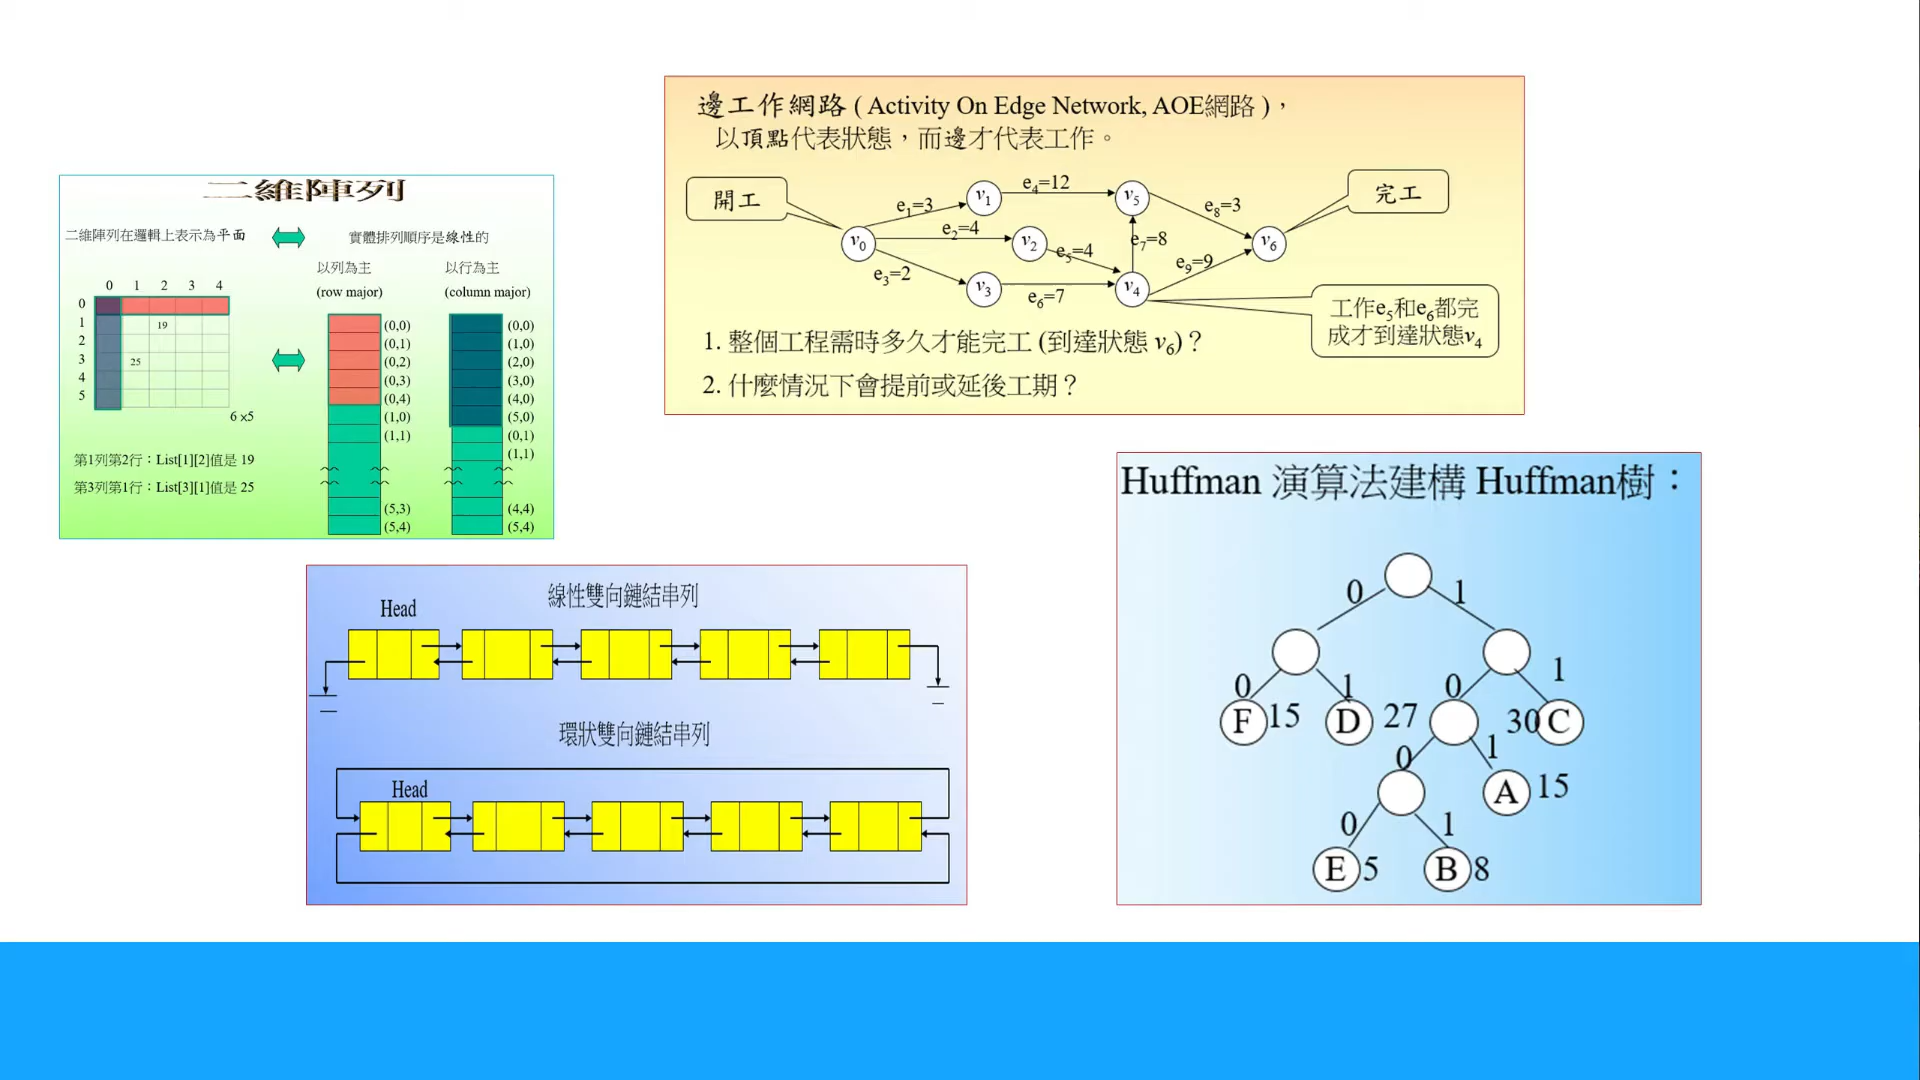 二維陣列
二維陣列在邏輯上表示為平面
實體排列順序是線性的
以列為主
(row major)
以行為主
(column major)
0 1 2 3 4
0
1
2
3
4
5
19
25
6 ×5
(0,0)
(0,1)
(0,2)
(0,3)
(0,4)
(1,0)
(1,1)
(5,3)
(5,4)
(0,0)
(1,0)
(2,0)
(3,0)
(4,0)
(5,0)
(0,1)
(1,1)
(4,4)
(5,4)
第1列第2行：List[1][2]值是 19
第3列第1行：List[3][1]值是 25
邊工作網路 ( Activity On Edge Network, AOE網路 )，
以頂點代表狀態，而邊才代表工作。
開工
完工
v0
v1
v2
v3
v4
v5
v6
e1=3
e2=4
e3=2
e4=12
e5=4
e6=7
e7=8
e8=3
e9=9
工作e5和e6都完
成才到達狀態v4
1. 整個工程需時多久才能完工 (到達狀態 v6)？
2. 什麼情況下會提前或延後工期？
線性雙向鏈結串列
Head
環狀雙向鏈結串列
Head
Huffman 演算法建構 Huffman樹：
0 1
0 1 0 1
F 15 D 27 30 C
0 1
A 15
0 1
E 5 B 8